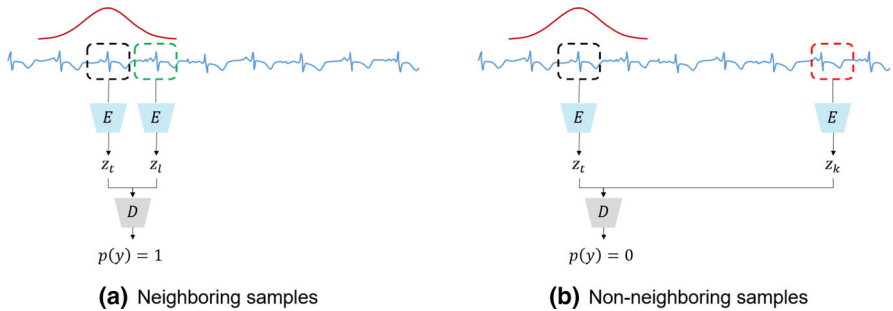 E E
z_t z_l
D
p(y) = 1
(a) Neighboring samples
E E
z_t z_k
D
p(y) = 0
(b) Non-neighboring samples